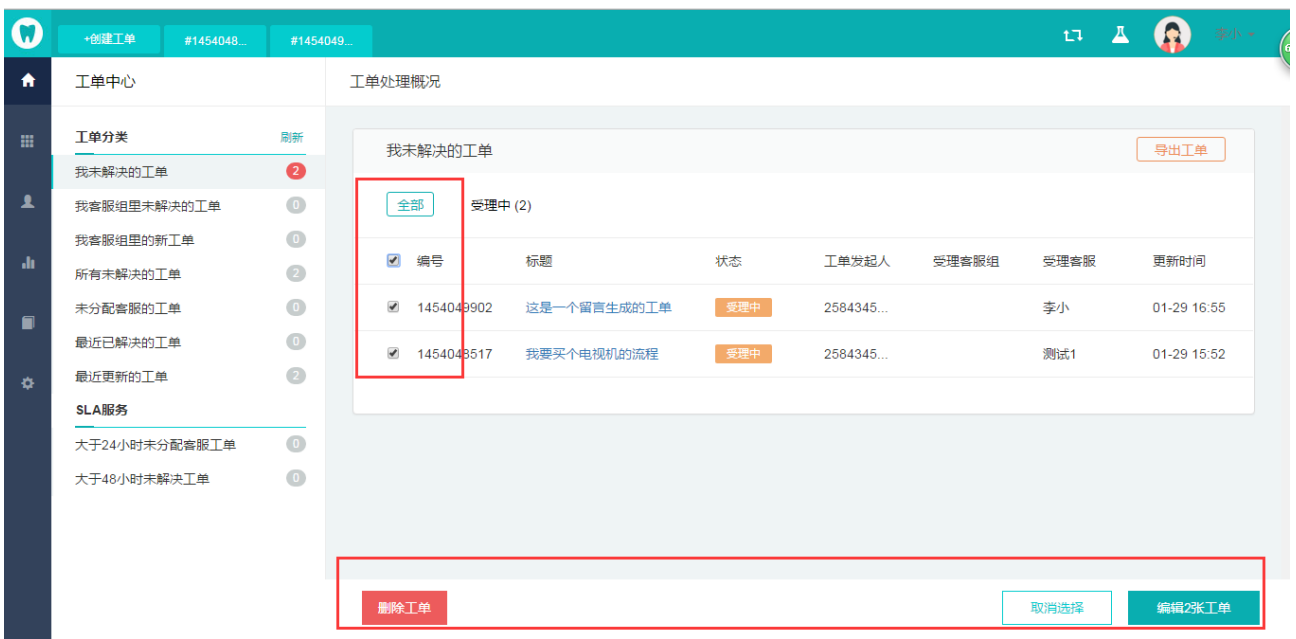 +创建工单 #1454048... #1454049...
李小
工单中心
工单处理概况
工单分类 刷新
我未解决的工单 2
我客服组里未解决的工单 0
我客服组里的新工单 0
所有未解决的工单 2
未分配客服的工单 0
最近已解决的工单 0
最近更新的工单 2
SLA服务
大于24小时未分配客服工单 0
大于48小时未解决工单 0
我未解决的工单 导出工单
全部 受理中 (2)
编号 标题 状态 工单发起人 受理客服组 受理客服 更新时间
1454049902 这是一个留言生成的工单 受理中 2584345... 李小 01-29 16:55
1454048517 我要买个电视机的流程 受理中 2584345... 测试1 01-29 15:52
删除工单 取消选择 编辑2张工单